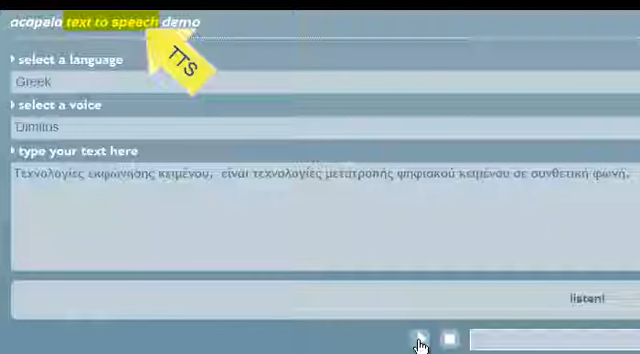 acapela text to speech demo
TTS
select a language
Greek
select a voice
Dimitris
type your text here
Τεχνολογίες εκφώνησης κειμένου, είναι τεχνολογίες μετατροπής ψηφιακού κειμένου σε συνθετική φωνή.
listen!